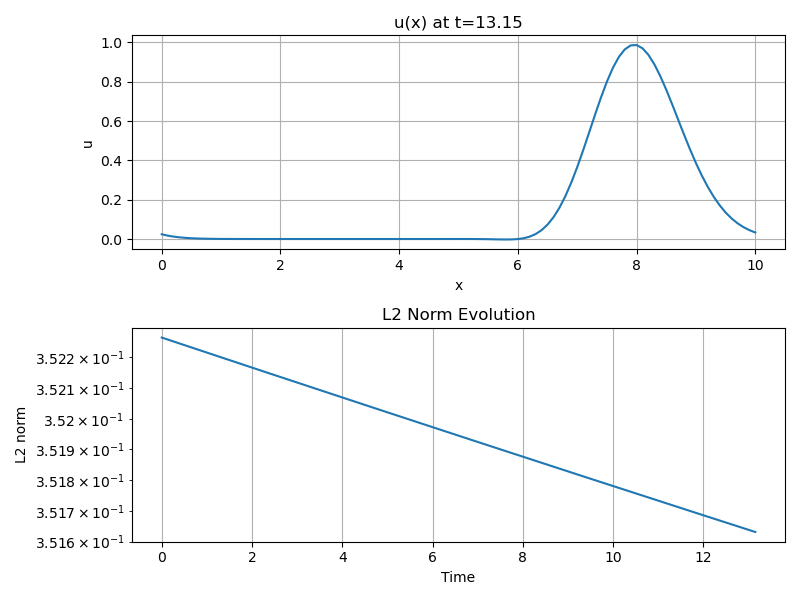 u(x) at t=13.15
1.0
0.8
0.6
0.4
0.2
0.0
u
0 2 4 6 8 10
x
L2 Norm Evolution
3.522 × 10⁻¹
3.521 × 10⁻¹
3.52 × 10⁻¹
3.519 × 10⁻¹
3.518 × 10⁻¹
3.517 × 10⁻¹
3.516 × 10⁻¹
L2 norm
0 2 4 6 8 10 12
Time